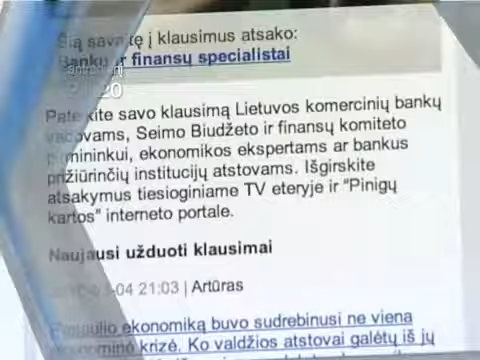 Šią savaitę į klausimus atsako:
Bankų ir finansų specialistai
Pateikite savo klausimą Lietuvos komercinių bankų
vadovams, Seimo Biudžeto ir finansų komiteto
pirmininkui, ekonomikos ekspertams ar bankus
prižiūrinčių institucijų atstovams. Išgirskite
atsakymus tiesioginiame TV eteryje ir "Pinigų
kartos" interneto portale.
Naujausi užduoti klausimai
04 21:03 | Artūras
Pasaulio ekonomiką buvo sudrebinusi ne viena
ekonominė krizė. Ko valdžios atstovai galėtų iš jų